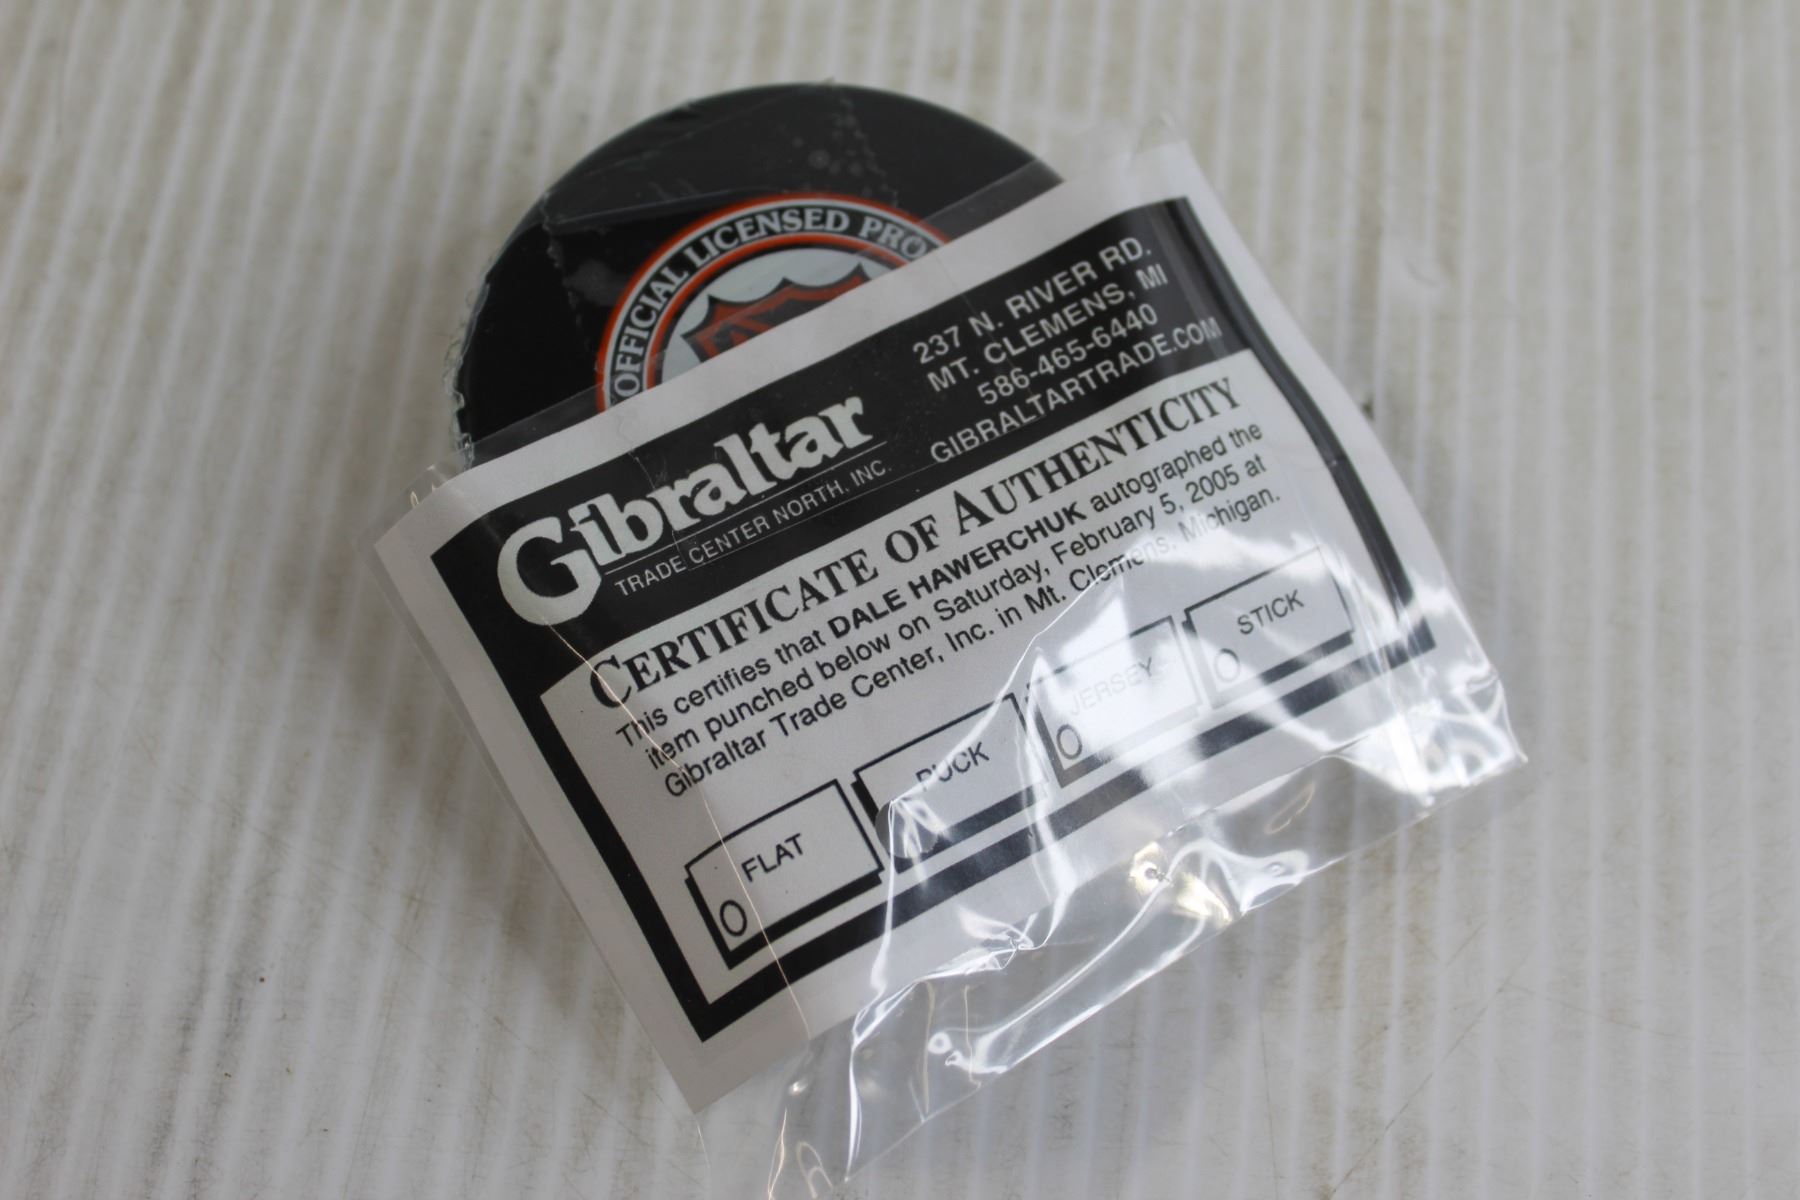 OFFICIAL LICENSED PRO
Gibraltar
TRADE CENTER NORTH, INC.
237 N. RIVER RD.
MT. CLEMENS, MI
586-465-6440
GIBRALTARTRADE.COM
CERTIFICATE OF AUTHENTICITY
This certifies that DALE HAWERCHUK autographed the
item punched below on Saturday, February 5, 2005 at
Gibraltar Trade Center, Inc. in Mt. Clemens, Michigan.
FLAT
PUCK
JERSEY
STICK